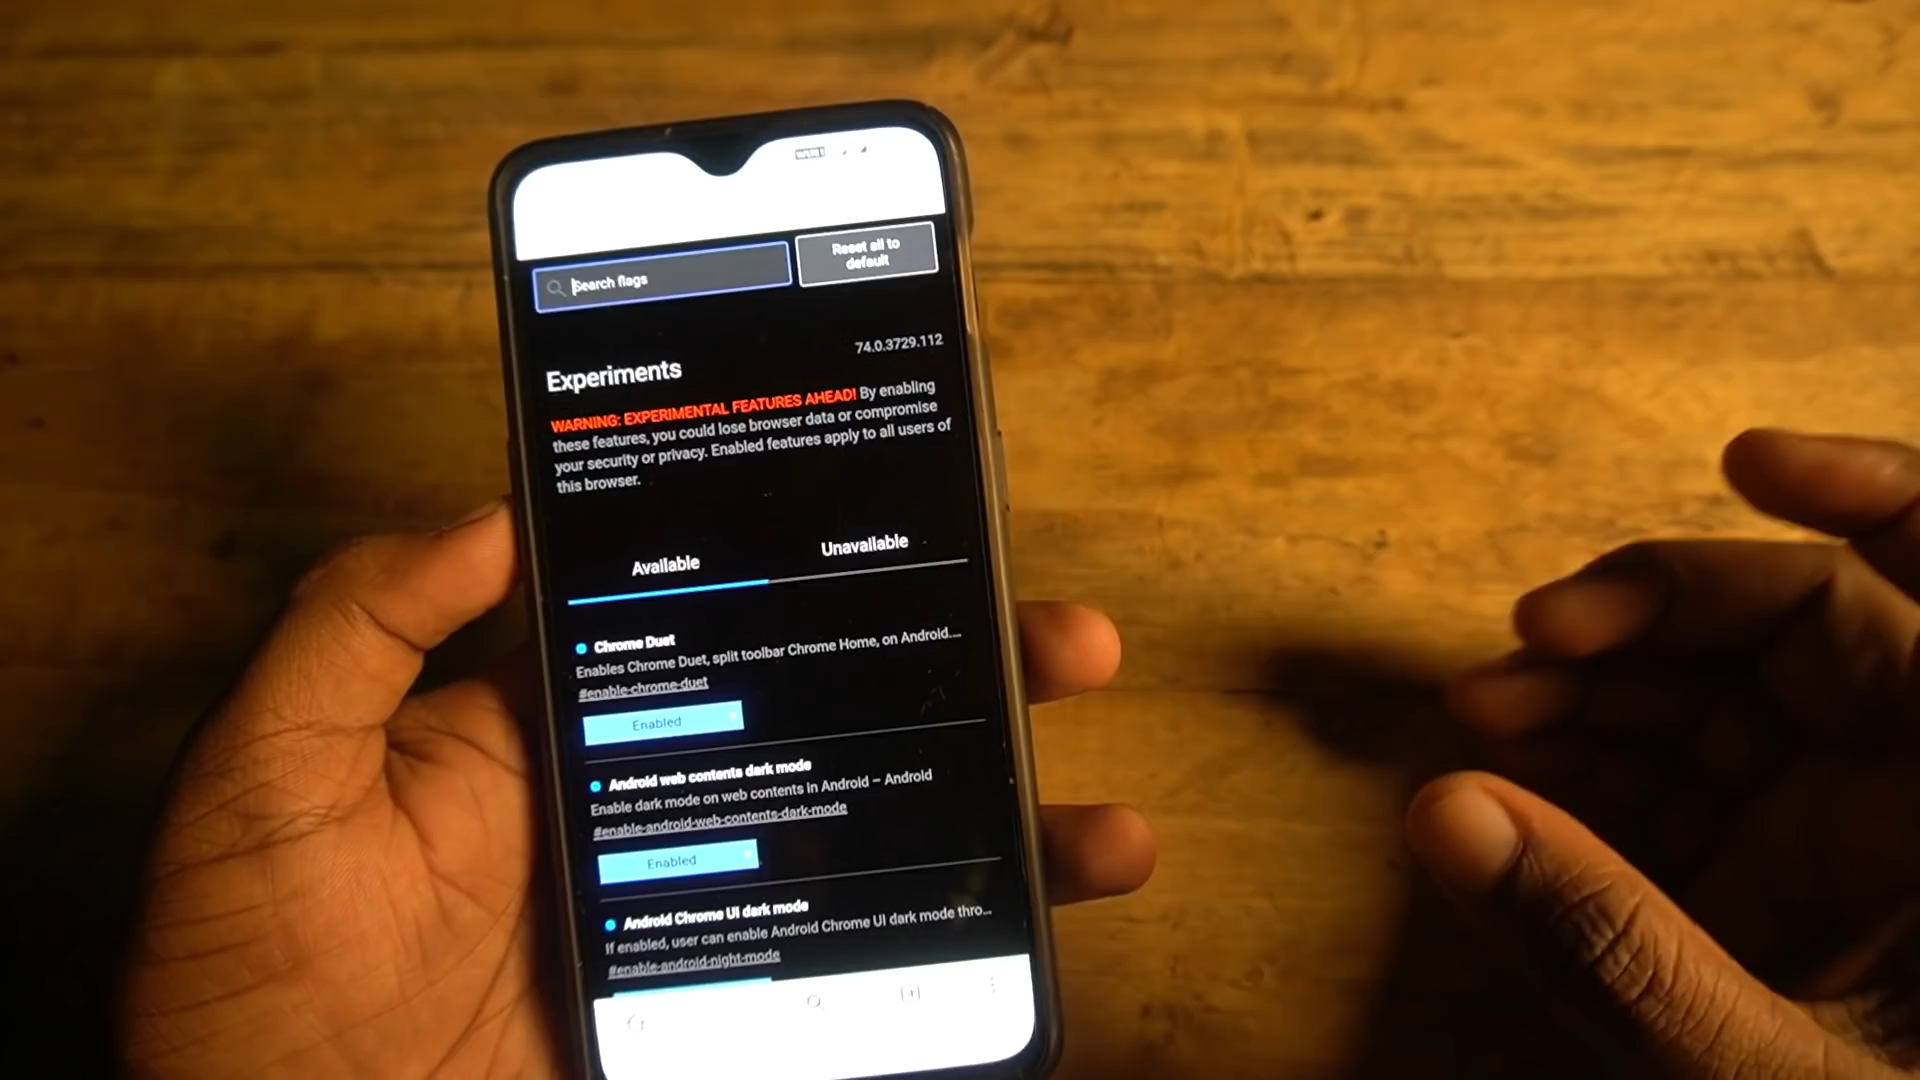 Search flags
Reset all to
default
74.0.3729.112
Experiments
WARNING: EXPERIMENTAL FEATURES AHEAD! By enabling
these features, you could lose browser data or compromise
your security or privacy. Enabled features apply to all users of
this browser.
Available
Unavailable
Chrome Duet
Enables Chrome Duet, split toolbar Chrome Home, on Android....
#enable-chrome-duet
Enabled
Android web contents dark mode
Enable dark mode on web contents in Android – Android
#enable-android-web-contents-dark-mode
Enabled
Android Chrome UI dark mode
If enabled, user can enable Android Chrome UI dark mode thro...
#enable-android-night-mode